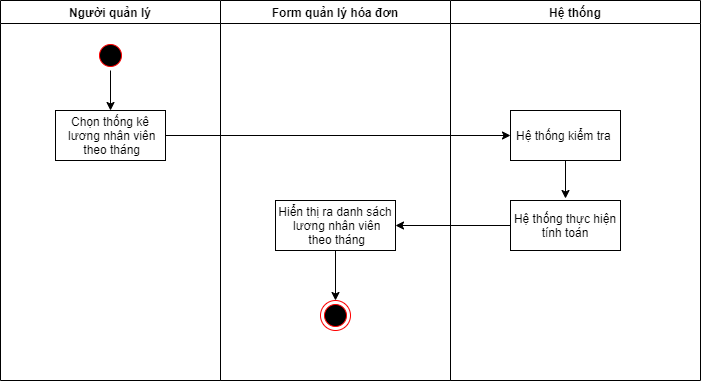 Người quản lý
Form quản lý hóa đơn
Hệ thống
Chọn thống kê
lương nhân viên
theo tháng
Hệ thống kiểm tra
Hiển thị ra danh sách
lương nhân viên
theo tháng
Hệ thống thực hiện
tính toán